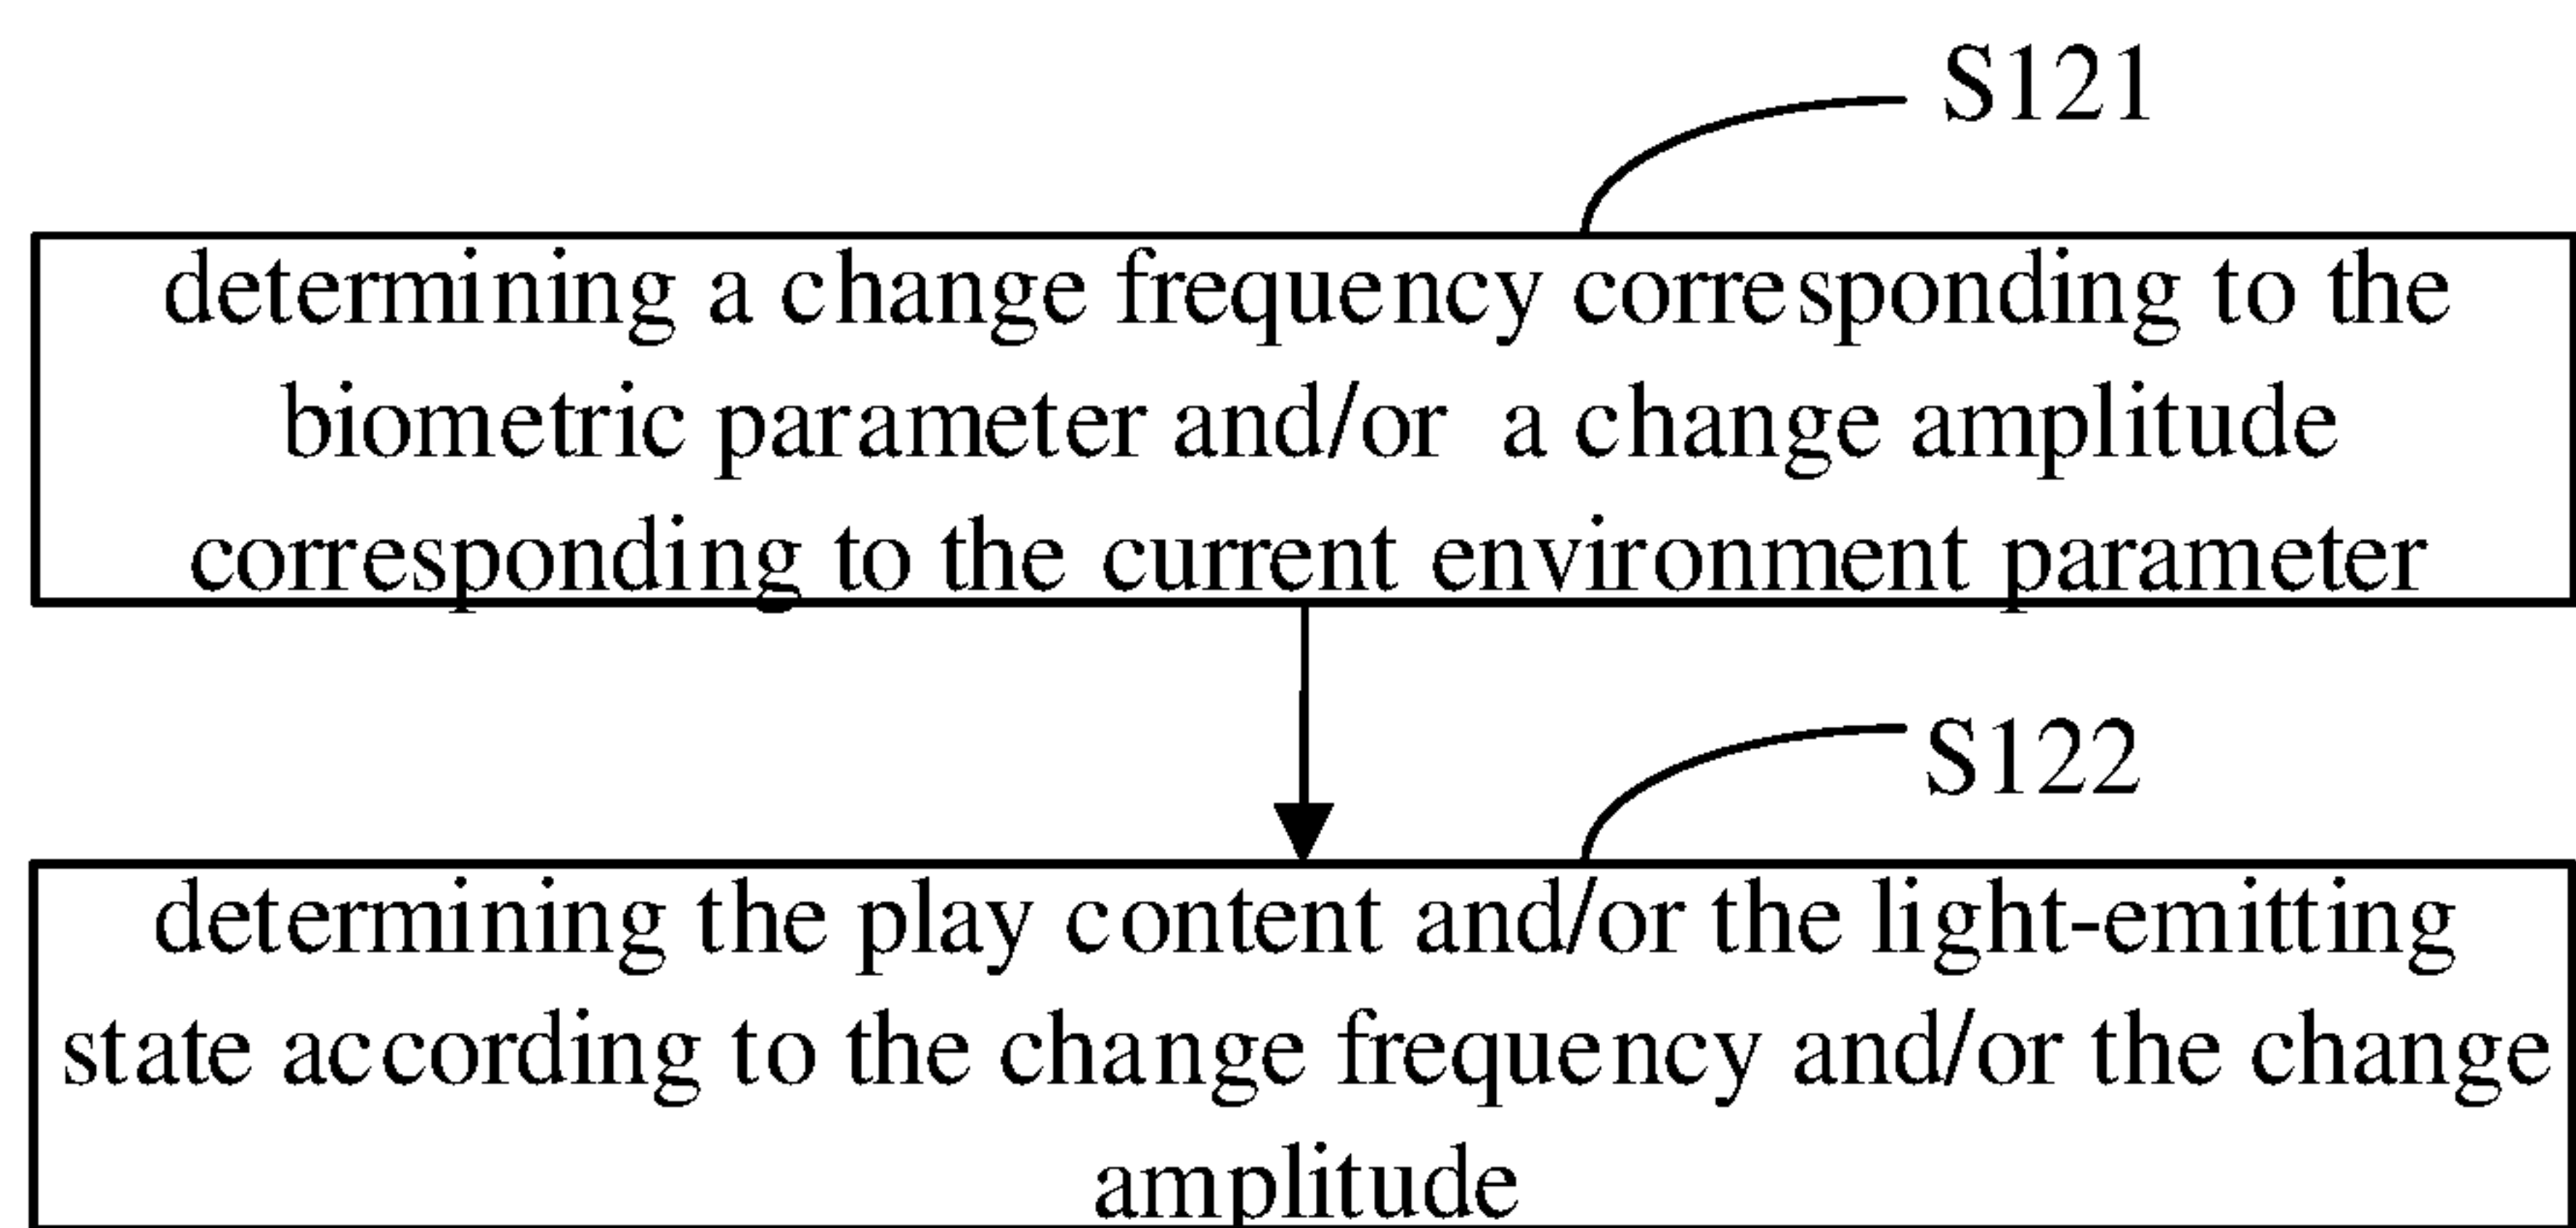 S121
determining a change frequency corresponding to the
biometric parameter and/or a change amplitude
corresponding to the current environment parameter
S122
determining the play content and/or the light-emitting
state according to the change frequency and/or the change
amplitude